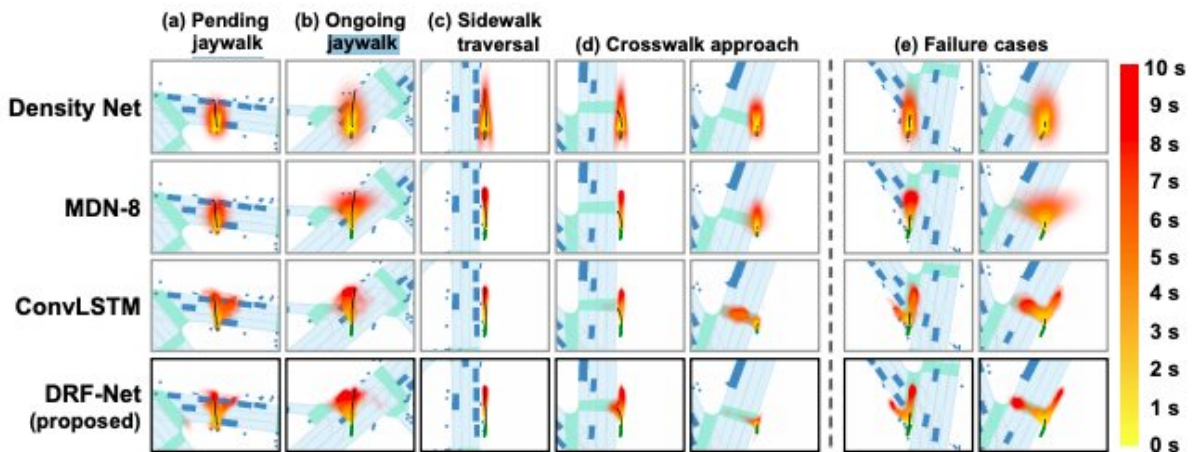 (a) Pending
jaywalk
(b) Ongoing
jaywalk
(c) Sidewalk
traversal
(d) Crosswalk approach
(e) Failure cases
Density Net
MDN-8
ConvLSTM
DRF-Net
(proposed)
10 s
9 s
8 s
7 s
6 s
5 s
4 s
3 s
2 s
1 s
0 s